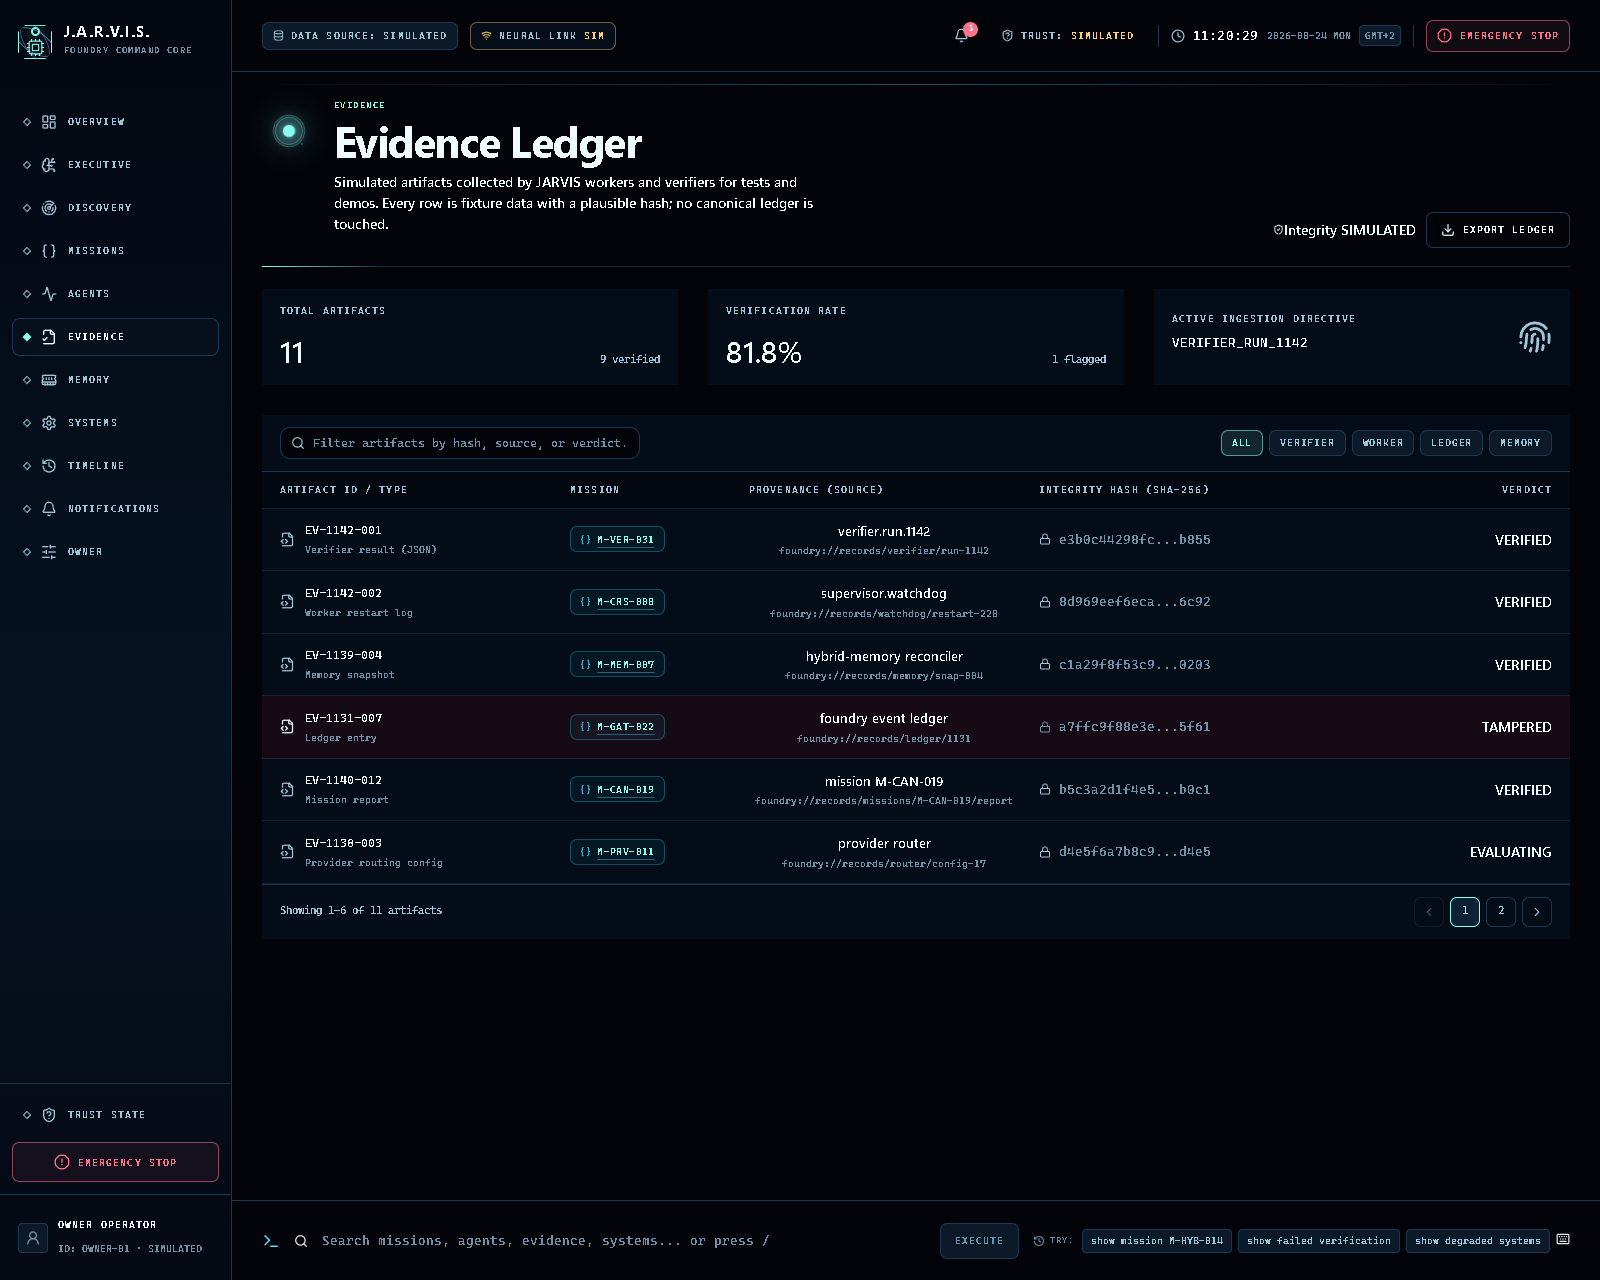 J.A.R.V.I.S.
FOUNDRY COMMAND CORE
OVERVIEW
EXECUTIVE
DISCOVERY
MISSIONS
AGENTS
EVIDENCE
MEMORY
SYSTEMS
TIMELINE
NOTIFICATIONS
OWNER
TRUST STATE
EMERGENCY STOP
OWNER OPERATOR
ID: OWNER-01 • SIMULATED
DATA SOURCE: SIMULATED
NEURAL LINK SIM
3
TRUST: SIMULATED
11:20:29 2026-08-24 MON GMT+2
EMERGENCY STOP
EVIDENCE
Evidence Ledger
Simulated artifacts collected by JARVIS workers and verifiers for tests and
demos. Every row is fixture data with a plausible hash; no canonical ledger is
touched.
Integrity SIMULATED
EXPORT LEDGER
TOTAL ARTIFACTS
11
9 verified
VERIFICATION RATE
81.8%
1 flagged
ACTIVE INGESTION DIRECTIVE
VERIFIER_RUN_1142
Filter artifacts by hash, source, or verdict.
ALL VERIFIER WORKER LEDGER MEMORY
ARTIFACT ID / TYPE MISSION PROVENANCE (SOURCE) INTEGRITY HASH (SHA-256) VERDICT
EV-1142-001
Verifier result (JSON)
M-VER-031
verifier.run.1142
foundry://records/verifier/run-1142
e3b0c44298fc...b855
VERIFIED
EV-1142-002
Worker restart log
M-CRS-008
supervisor.watchdog
foundry://records/watchdog/restart-228
8d969eef6eca...6c92
VERIFIED
EV-1139-004
Memory snapshot
M-MEM-007
hybrid-memory reconciler
foundry://records/memory/snap-004
c1a29f8f53c9...0203
VERIFIED
EV-1131-007
Ledger entry
M-GAT-022
foundry event ledger
foundry://records/ledger/1131
a7ffc9f88e3e...5f61
TAMPERED
EV-1140-012
Mission report
M-CAN-019
mission M-CAN-019
foundry://records/missions/M-CAN-019/report
b5c3a2d1f4e5...b0c1
VERIFIED
EV-1130-003
Provider routing config
M-PRV-011
provider router
foundry://records/router/config-17
d4e5f6a7b8c9...d4e5
EVALUATING
Showing 1-6 of 11 artifacts
1 2
Search missions, agents, evidence, systems... or press /
EXECUTE
TRY:
show mission M-HYB-014
show failed verification
show degraded systems